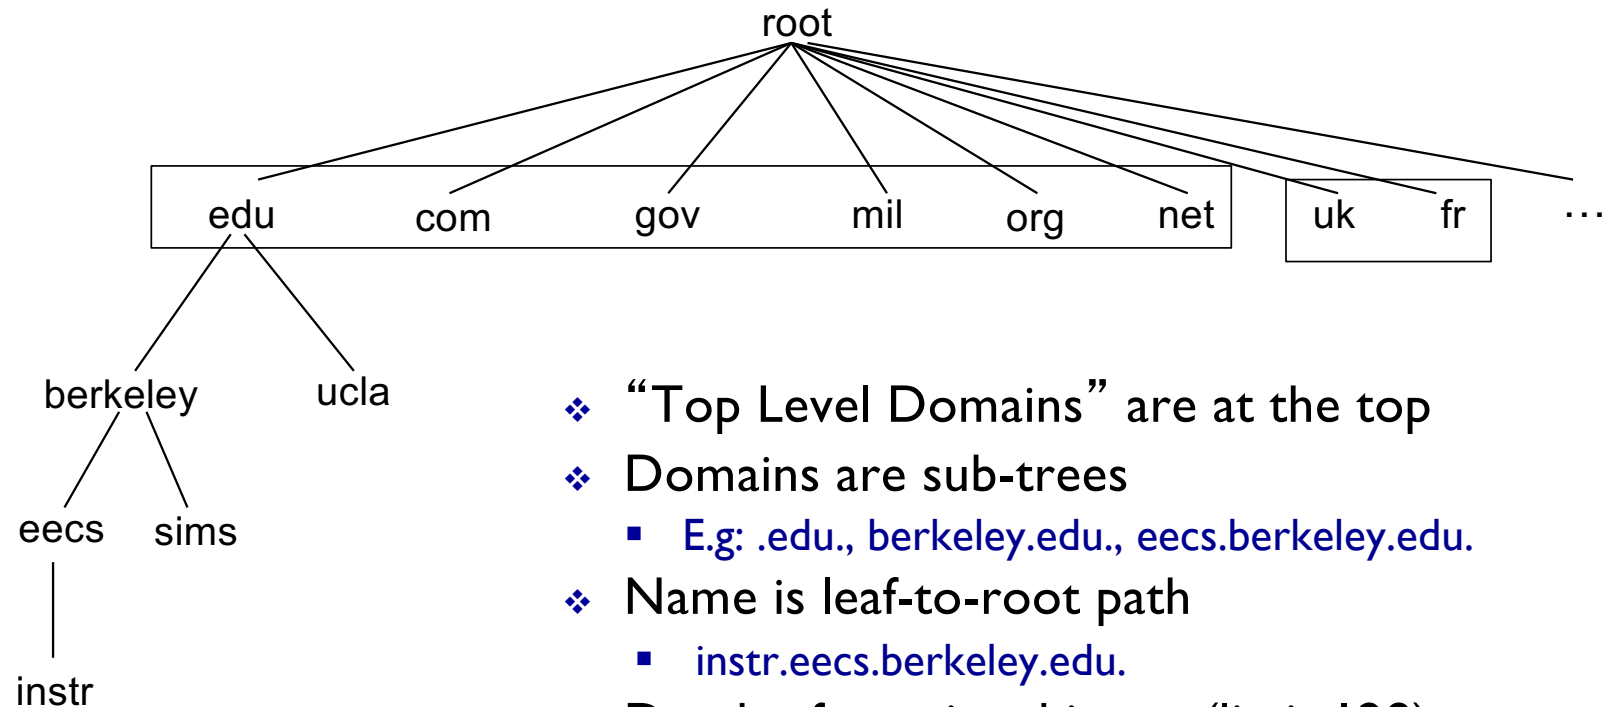 root
edu com gov mil org net uk fr ...
berkeley ucla
“Top Level Domains” are at the top
Domains are sub-trees
E.g: .edu., berkeley.edu., eecs.berkeley.edu.
eecs sims
Name is leaf-to-root path
instr.eecs.berkeley.edu.
instr